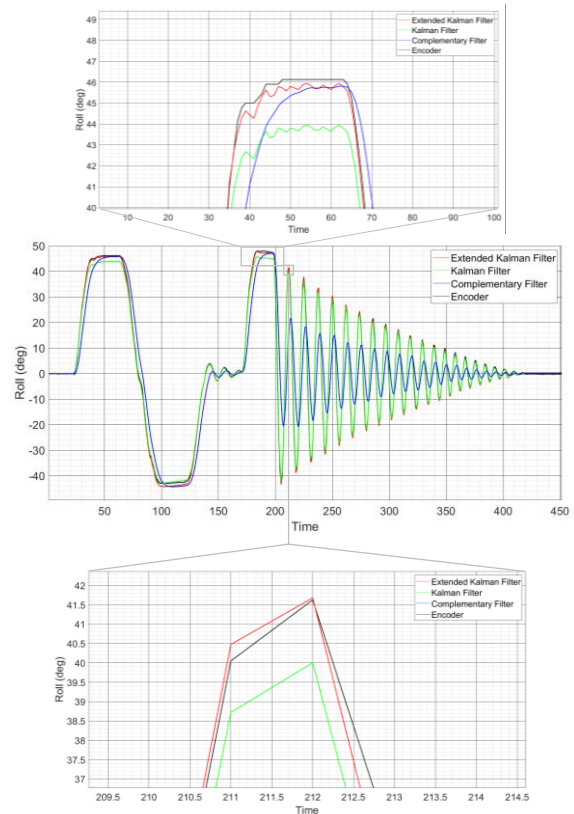 49
48
47
46
45
44
43
42
41
40
Roll (deg)
Extended Kalman Filter
Kalman Filter
Complementary Filter
Encoder
10 20 30 40 50 60 70 80 90 100
Time
50
40
30
20
10
0
-10
-20
-30
-40
Roll (deg)
Extended Kalman Filter
Kalman Filter
Complementary Filter
Encoder
50 100 150 200 250 300 350 400 450
Time
42
41.5
41
40.5
40
39.5
39
38.5
38
37.5
37
Roll (deg)
Extended Kalman Filter
Kalman Filter
Complementary Filter
Encoder
209.5 210 210.5 211 211.5 212 212.5 213 213.5 214 214.5
Time